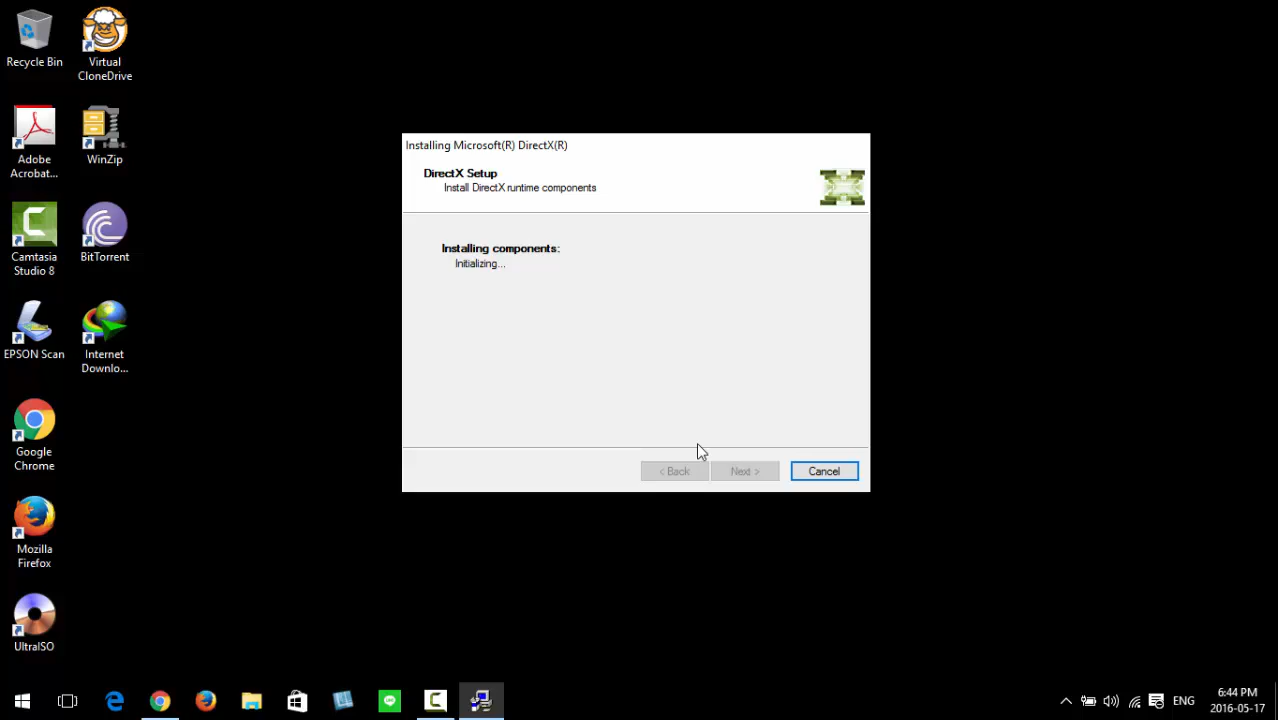 Recycle Bin
Virtual
CloneDrive
Adobe
Acrobat...
WinZip
Camtasia
Studio 8
BitTorrent
EPSON Scan
Internet
Downlo...
Google
Chrome
Mozilla
Firefox
UltraISO
Installing Microsoft(R) DirectX(R)
DirectX Setup
Install DirectX runtime components
Installing components:
Initializing...
< Back
Next >
Cancel
ENG
6:44 PM
2016-05-17